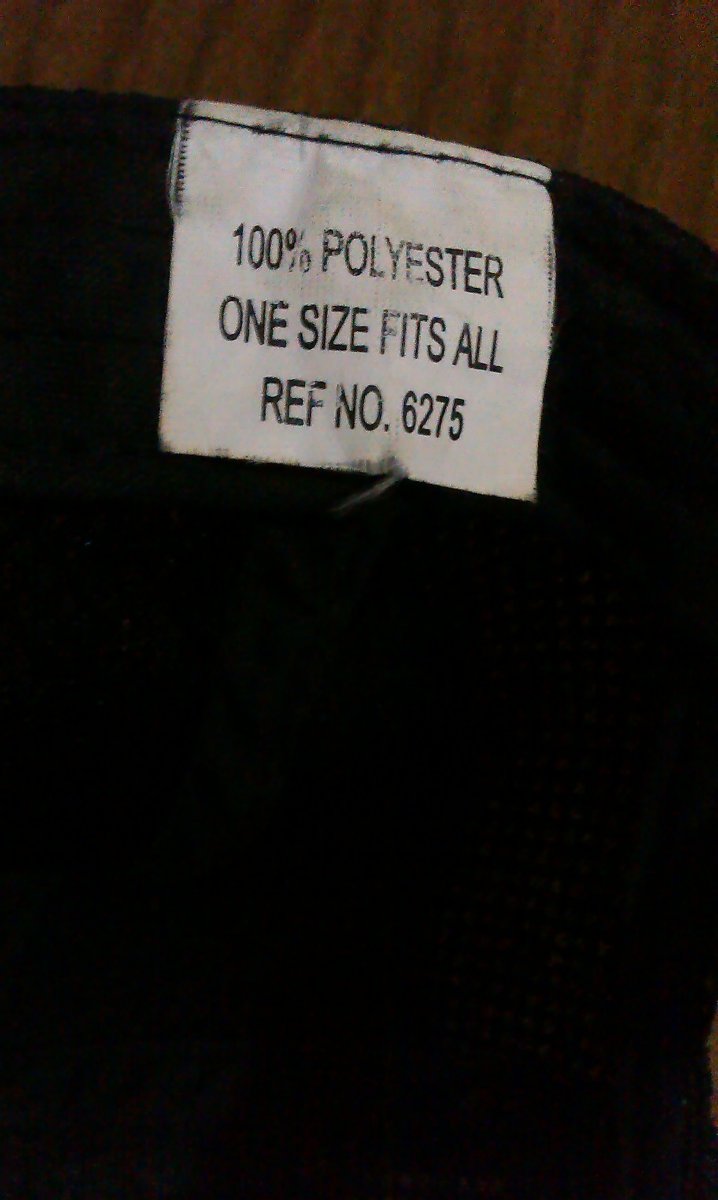 100% POLYESTER
ONE SIZE FITS ALL
REF NO. 6275